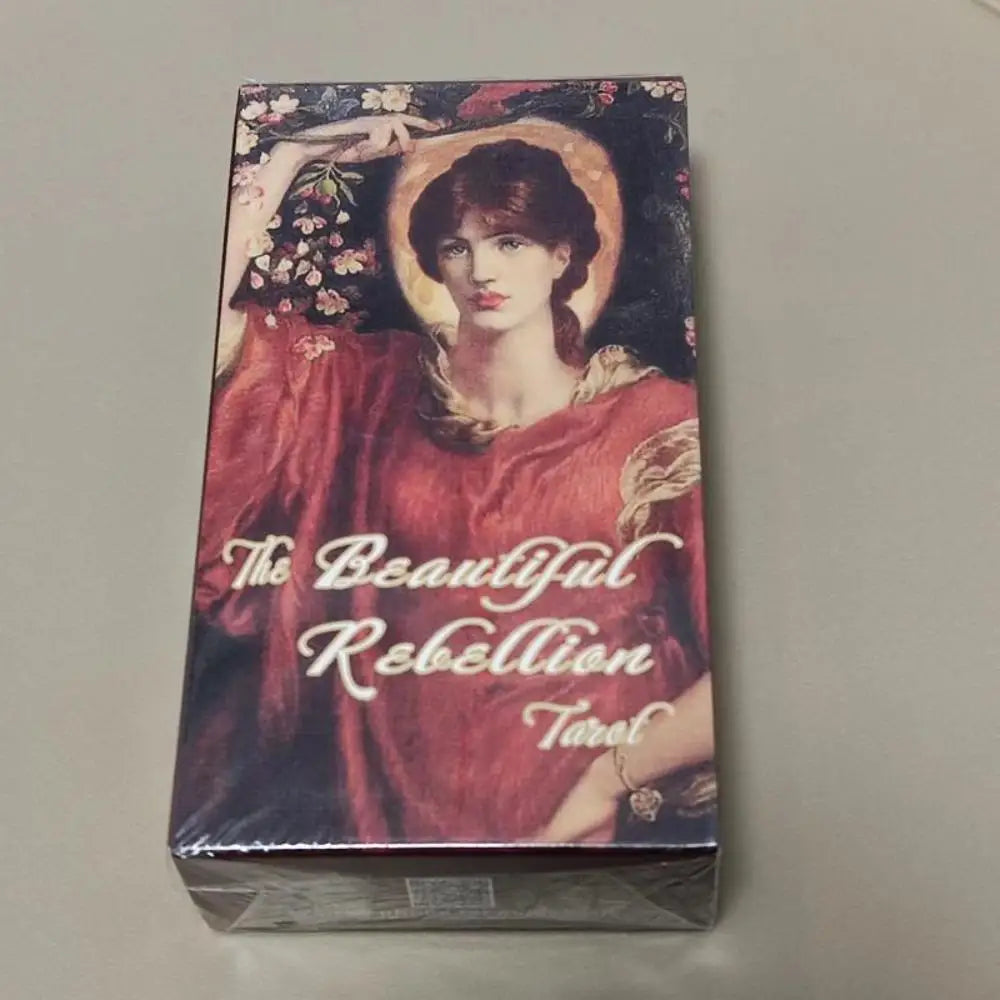 The Beautiful
Rebellion
Tarot